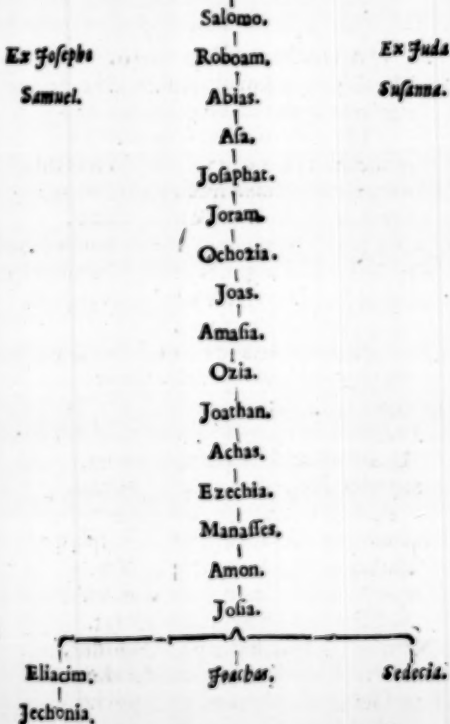 Salomo.
Ex Joſepho Roboam. Ex Juda
Samuel. Abias. Suſanna.
Aſa.
Joſaphat.
Joram.
Ochozia.
Joas.
Amaſia.
Ozia.
Joathan.
Achas.
Ezechia.
Manaſſes.
Amon.
Joſia.
Eliacim. Joachas. Sedecia.
Jechonia.